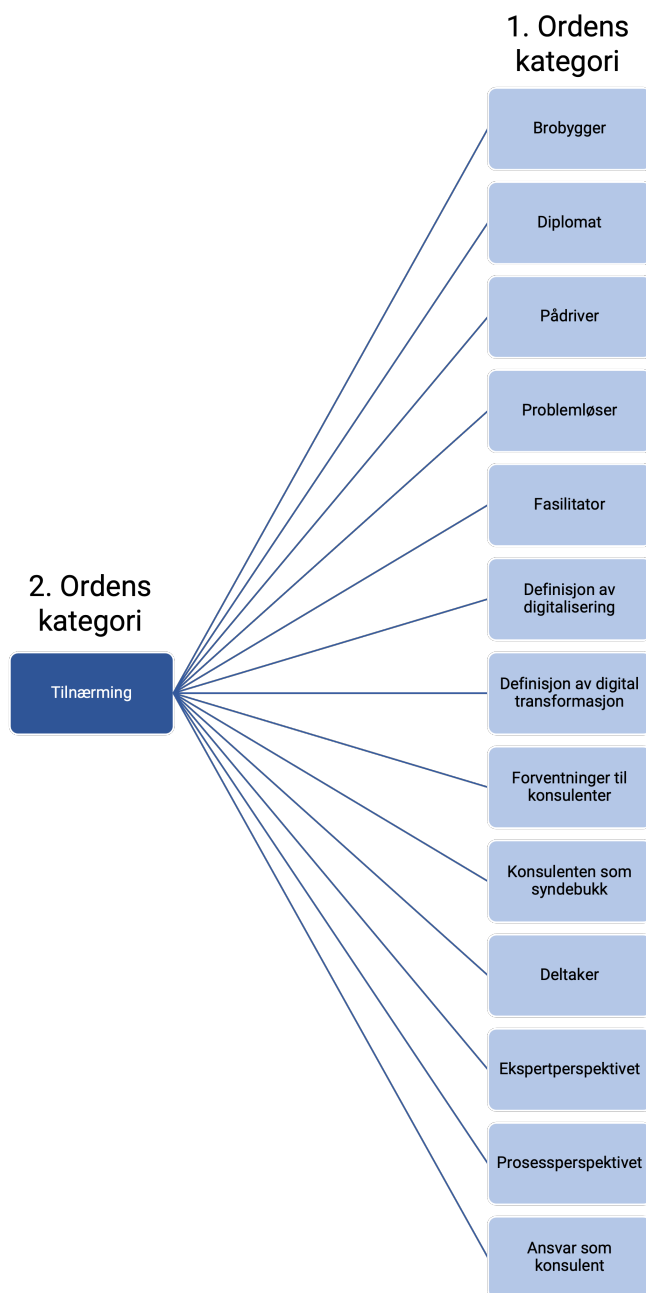 1. Ordens
kategori
Brobygger
Diplomat
Pådriver
Problemløser
Fasilitator
Definisjon av
digitalisering
2. Ordens
kategori
Tilnærming
Definisjon av digital
transformasjon
Forventninger til
konsulenter
Konsulenten som
syndebukk
Deltaker
Ekspertperspektivet
Prosessperspektivet
Ansvar som
konsulent